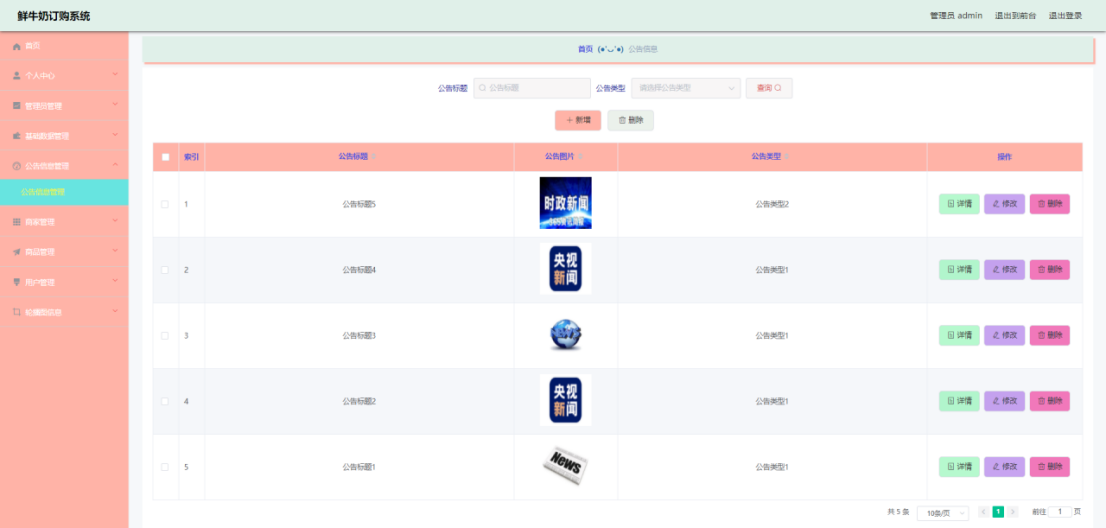 鲜牛奶订购系统
管理员 admin 退出到前台 退出登录
首页
个人中心
管理员管理
基础数据管理
公告信息管理
公告信息管理
商家管理
商品管理
用户管理
轮播图信息
首页 (●'◡'●) 公告信息
公告标题 公告标题 公告类型 请选择公告类型 查询
新增 删除
索引 公告标题 公告图片 公告类型 操作
1 公告标题5 时政新闻 公告类型2 详情 修改 删除
2 公告标题4 央视新闻 公告类型1 详情 修改 删除
3 公告标题3 公告类型1 详情 修改 删除
4 公告标题2 央视新闻 公告类型1 详情 修改 删除
5 公告标题1 News 公告类型1 详情 修改 删除
共 5 条 10条/页 1 前往 1 页